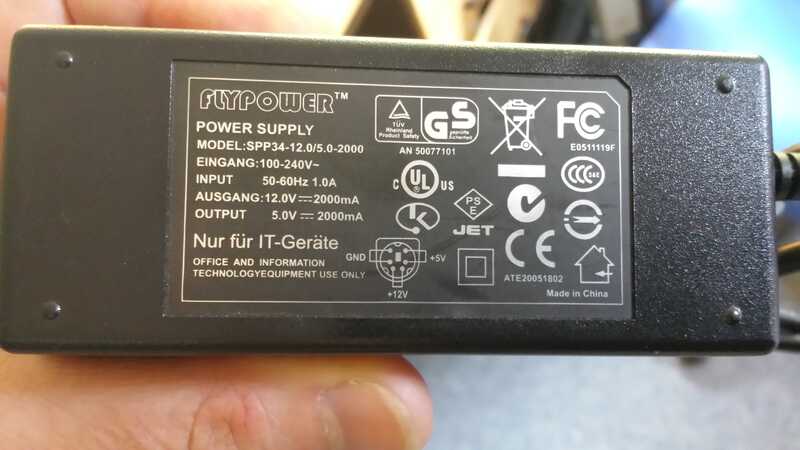 FLYPOWER™
POWER SUPPLY
MODEL:SPP34-12.0/5.0-2000
EINGANG:100-240V~
INPUT 50-60Hz 1.0A
AUSGANG:12.0V⎓2000mA
OUTPUT 5.0V⎓2000mA
Nur für IT-Geräte
OFFICE AND INFORMATION
TECHNOLOGYEQUIPMENT USE ONLY
TÜV
Rheinland
Product Safety
GS
geprüfte
Sicherheit
AN 50077101
FC
E0511119F
C UL US
PS
E
JET
K
CCC S&E
CE
ATE20051802
GND
+5V
+12V
Made in China